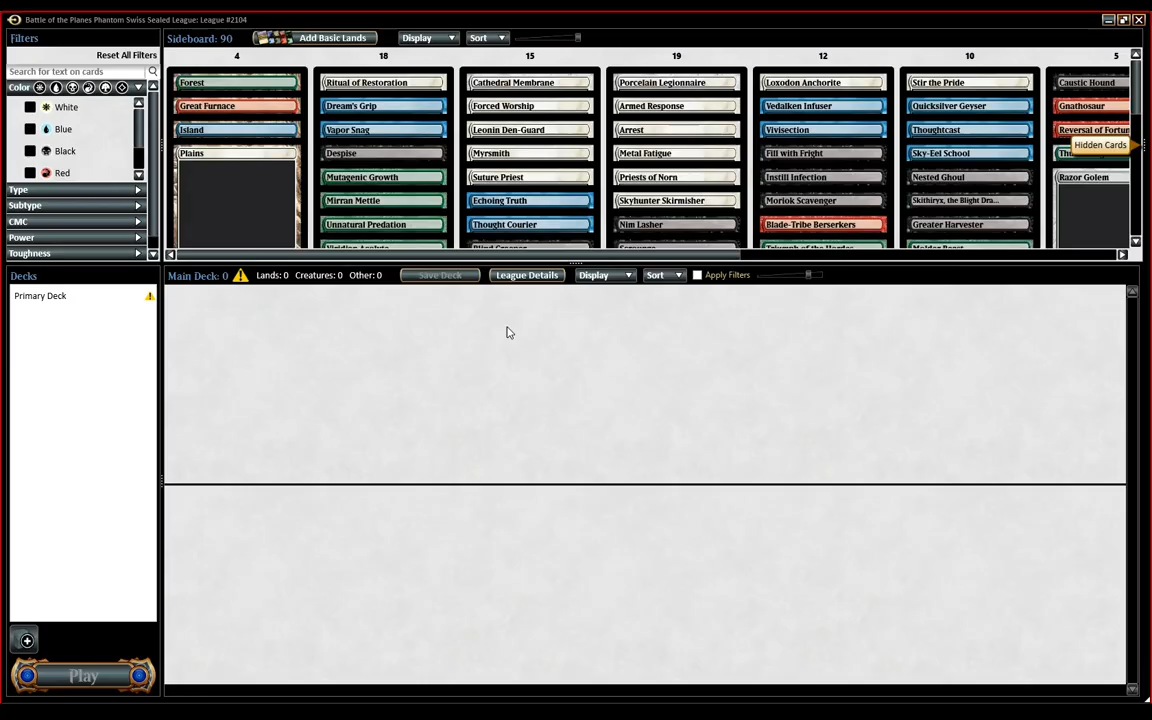 Battle of the Planes Phantom Swiss Sealed League: League #2104
Filters
Reset All Filters
Search for text on cards
Color
White
Blue
Black
Red
Type
Subtype
CMC
Power
Toughness
Sideboard: 90
Add Basic Lands
Display
Sort
4
18
15
19
12
10
5
Forest
Great Furnace
Island
Plains
Ritual of Restoration
Dream's Grip
Vapor Snag
Despise
Mutagenic Growth
Mirran Mettle
Unnatural Predation
Cathedral Membrane
Forced Worship
Leonin Den-Guard
Myrsmith
Suture Priest
Echoing Truth
Thought Courier
Porcelain Legionnaire
Armed Response
Arrest
Metal Fatigue
Priests of Norn
Skyhunter Skirmisher
Nim Lasher
Loxodon Anchorite
Vedalken Infuser
Vivisection
Fill with Fright
Instill Infection
Moriok Scavenger
Blade-Tribe Berserkers
Stir the Pride
Quicksilver Geyser
Thoughtcast
Sky-Eel School
Nested Ghoul
Skithiryx, the Blight Dra...
Greater Harvester
Caustic Hound
Gnathosaur
Reversal of Fortun
Razor Golem
Hidden Cards
Decks
Primary Deck
Main Deck: 0
Lands: 0 Creatures: 0 Other: 0
Save Deck
League Details
Display
Sort
Apply Filters
Play